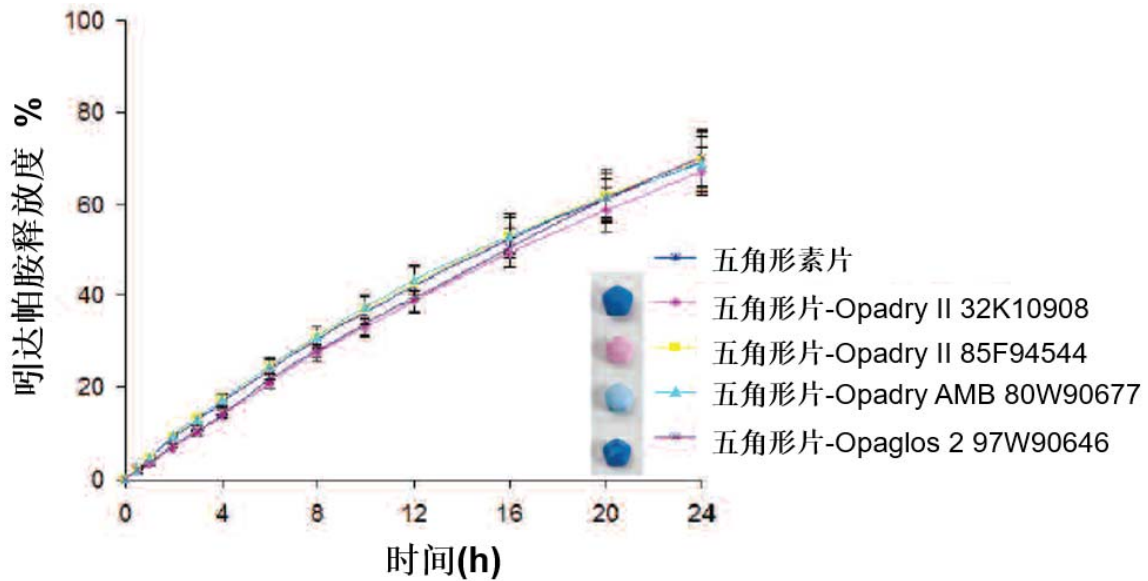 100
80
60
40
20
0
吲达帕胺释放度 %
0 4 8 12 16 20 24
时间(h)
五角形素片
五角形片-Opadry II 32K10908
五角形片-Opadry II 85F94544
五角形片-Opadry AMB 80W90677
五角形片-Opaglos 2 97W90646